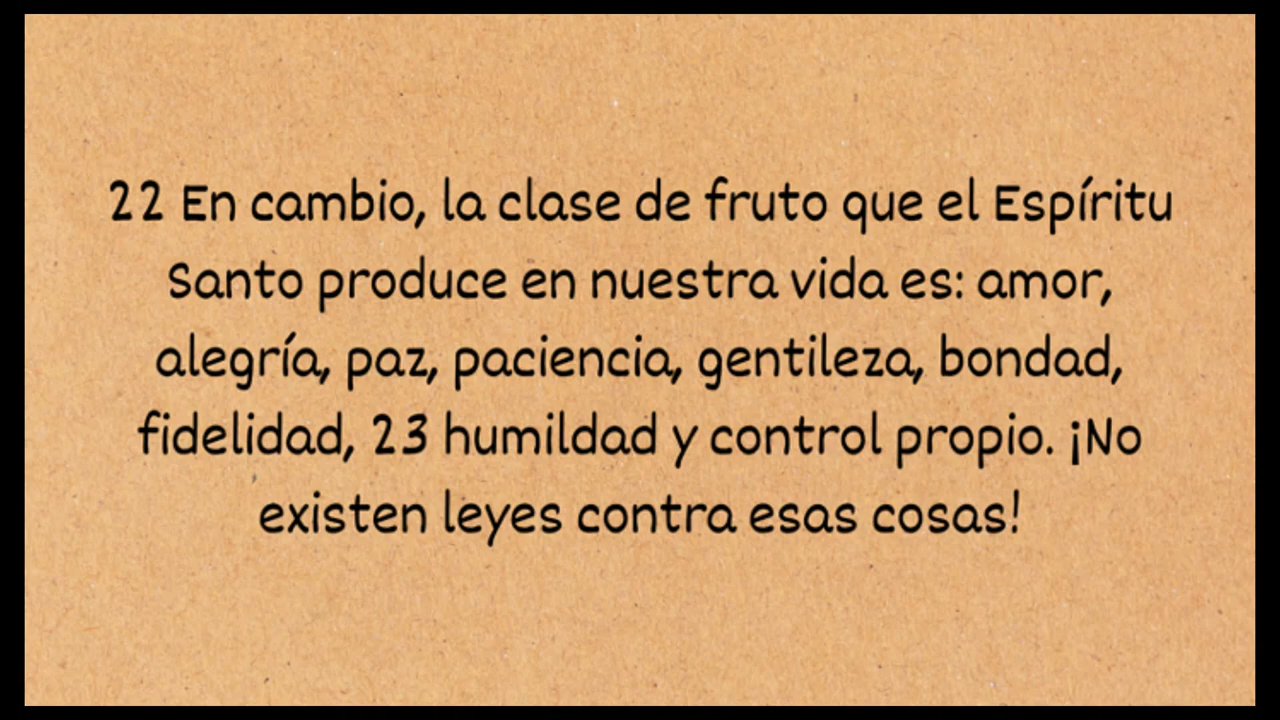 22 En cambio, la clase de fruto que el Espíritu
Santo produce en nuestra vida es: amor,
alegría, paz, paciencia, gentileza, bondad,
fidelidad, 23 humildad y control propio. ¡No
existen leyes contra esas cosas!